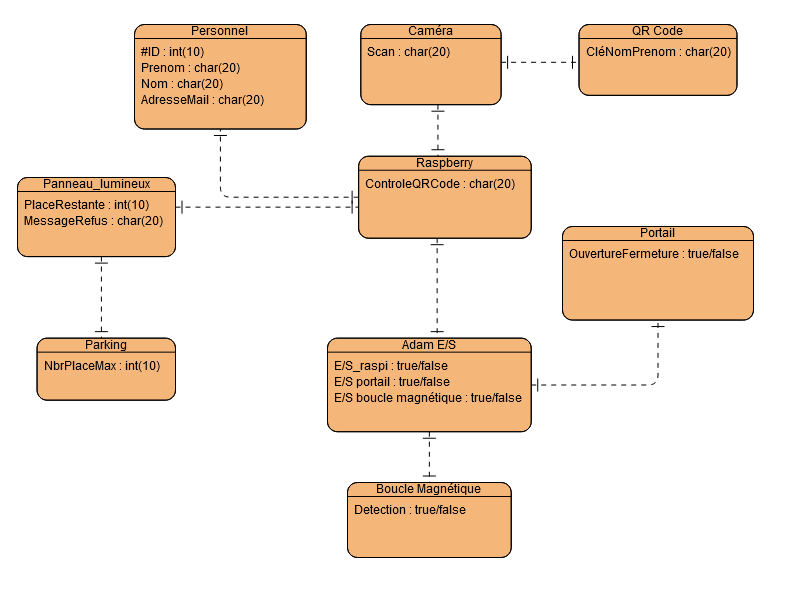 Personnel
#ID : int(10)
Prenom : char(20)
Nom : char(20)
AdresseMail : char(20)
Caméra
Scan : char(20)
QR Code
CléNomPrenom : char(20)
Panneau_lumineux
PlaceRestante : int(10)
MessageRefus : char(20)
Raspberry
ControleQRCode : char(20)
Portail
OuvertureFermeture : true/false
Parking
NbrPlaceMax : int(10)
Adam E/S
E/S_raspi : true/false
E/S portail : true/false
E/S boucle magnétique : true/false
Boucle Magnétique
Detection : true/false